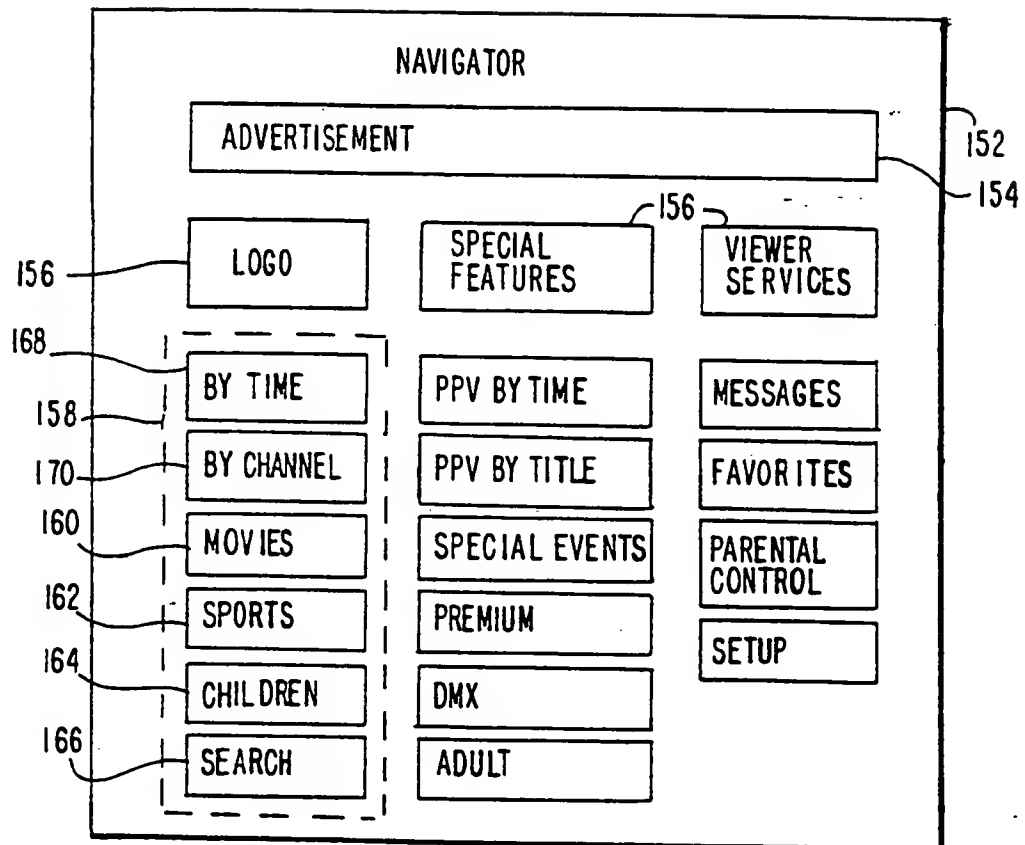 NAVIGATOR
ADVERTISEMENT
152
154
156
156
LOGO
SPECIAL
FEATURES
VIEWER
SERVICES
168
158
BY TIME
PPV BY TIME
MESSAGES
170
BY CHANNEL
PPV BY TITLE
FAVORITES
160
MOVIES
SPECIAL EVENTS
PARENTAL
CONTROL
162
SPORTS
PREMIUM
SETUP
164
CHILDREN
DMX
166
SEARCH
ADULT